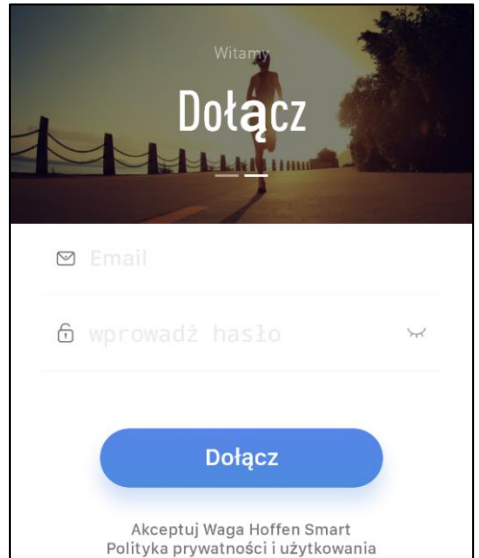 Witamy
Dołącz
Email
wprowadź hasło
Dołącz
Akceptuj Waga Hoffen Smart
Polityka prywatności i użytkowania